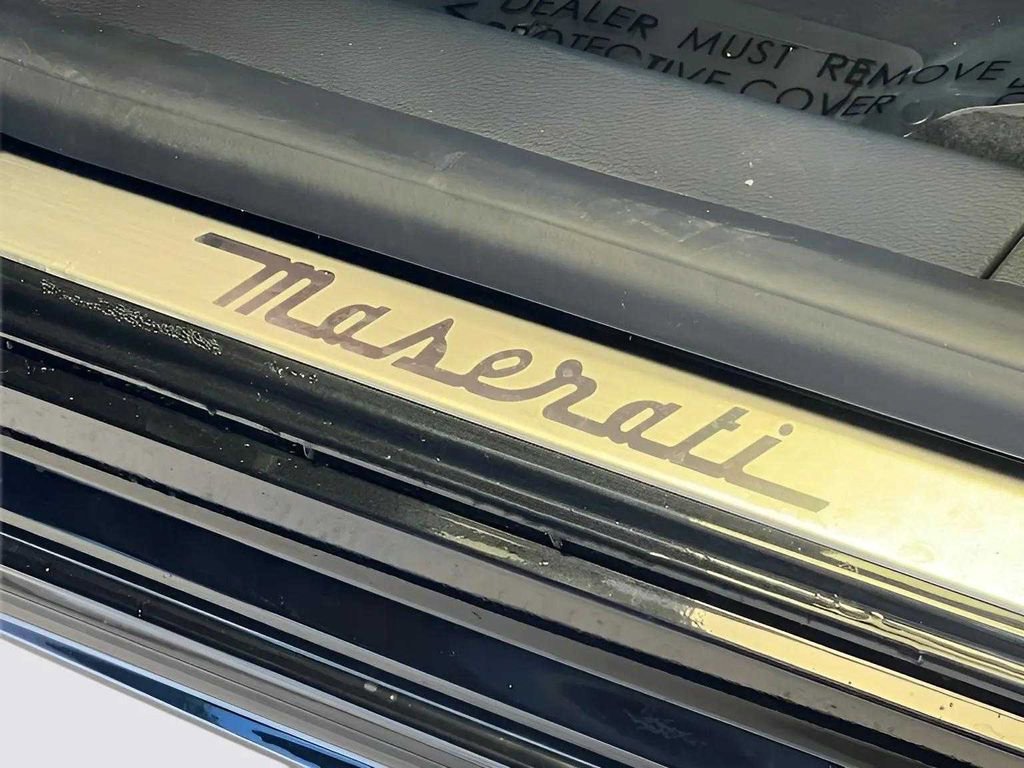 DEALER MUST REMOVE
PROTECTIVE COVER
Maserati